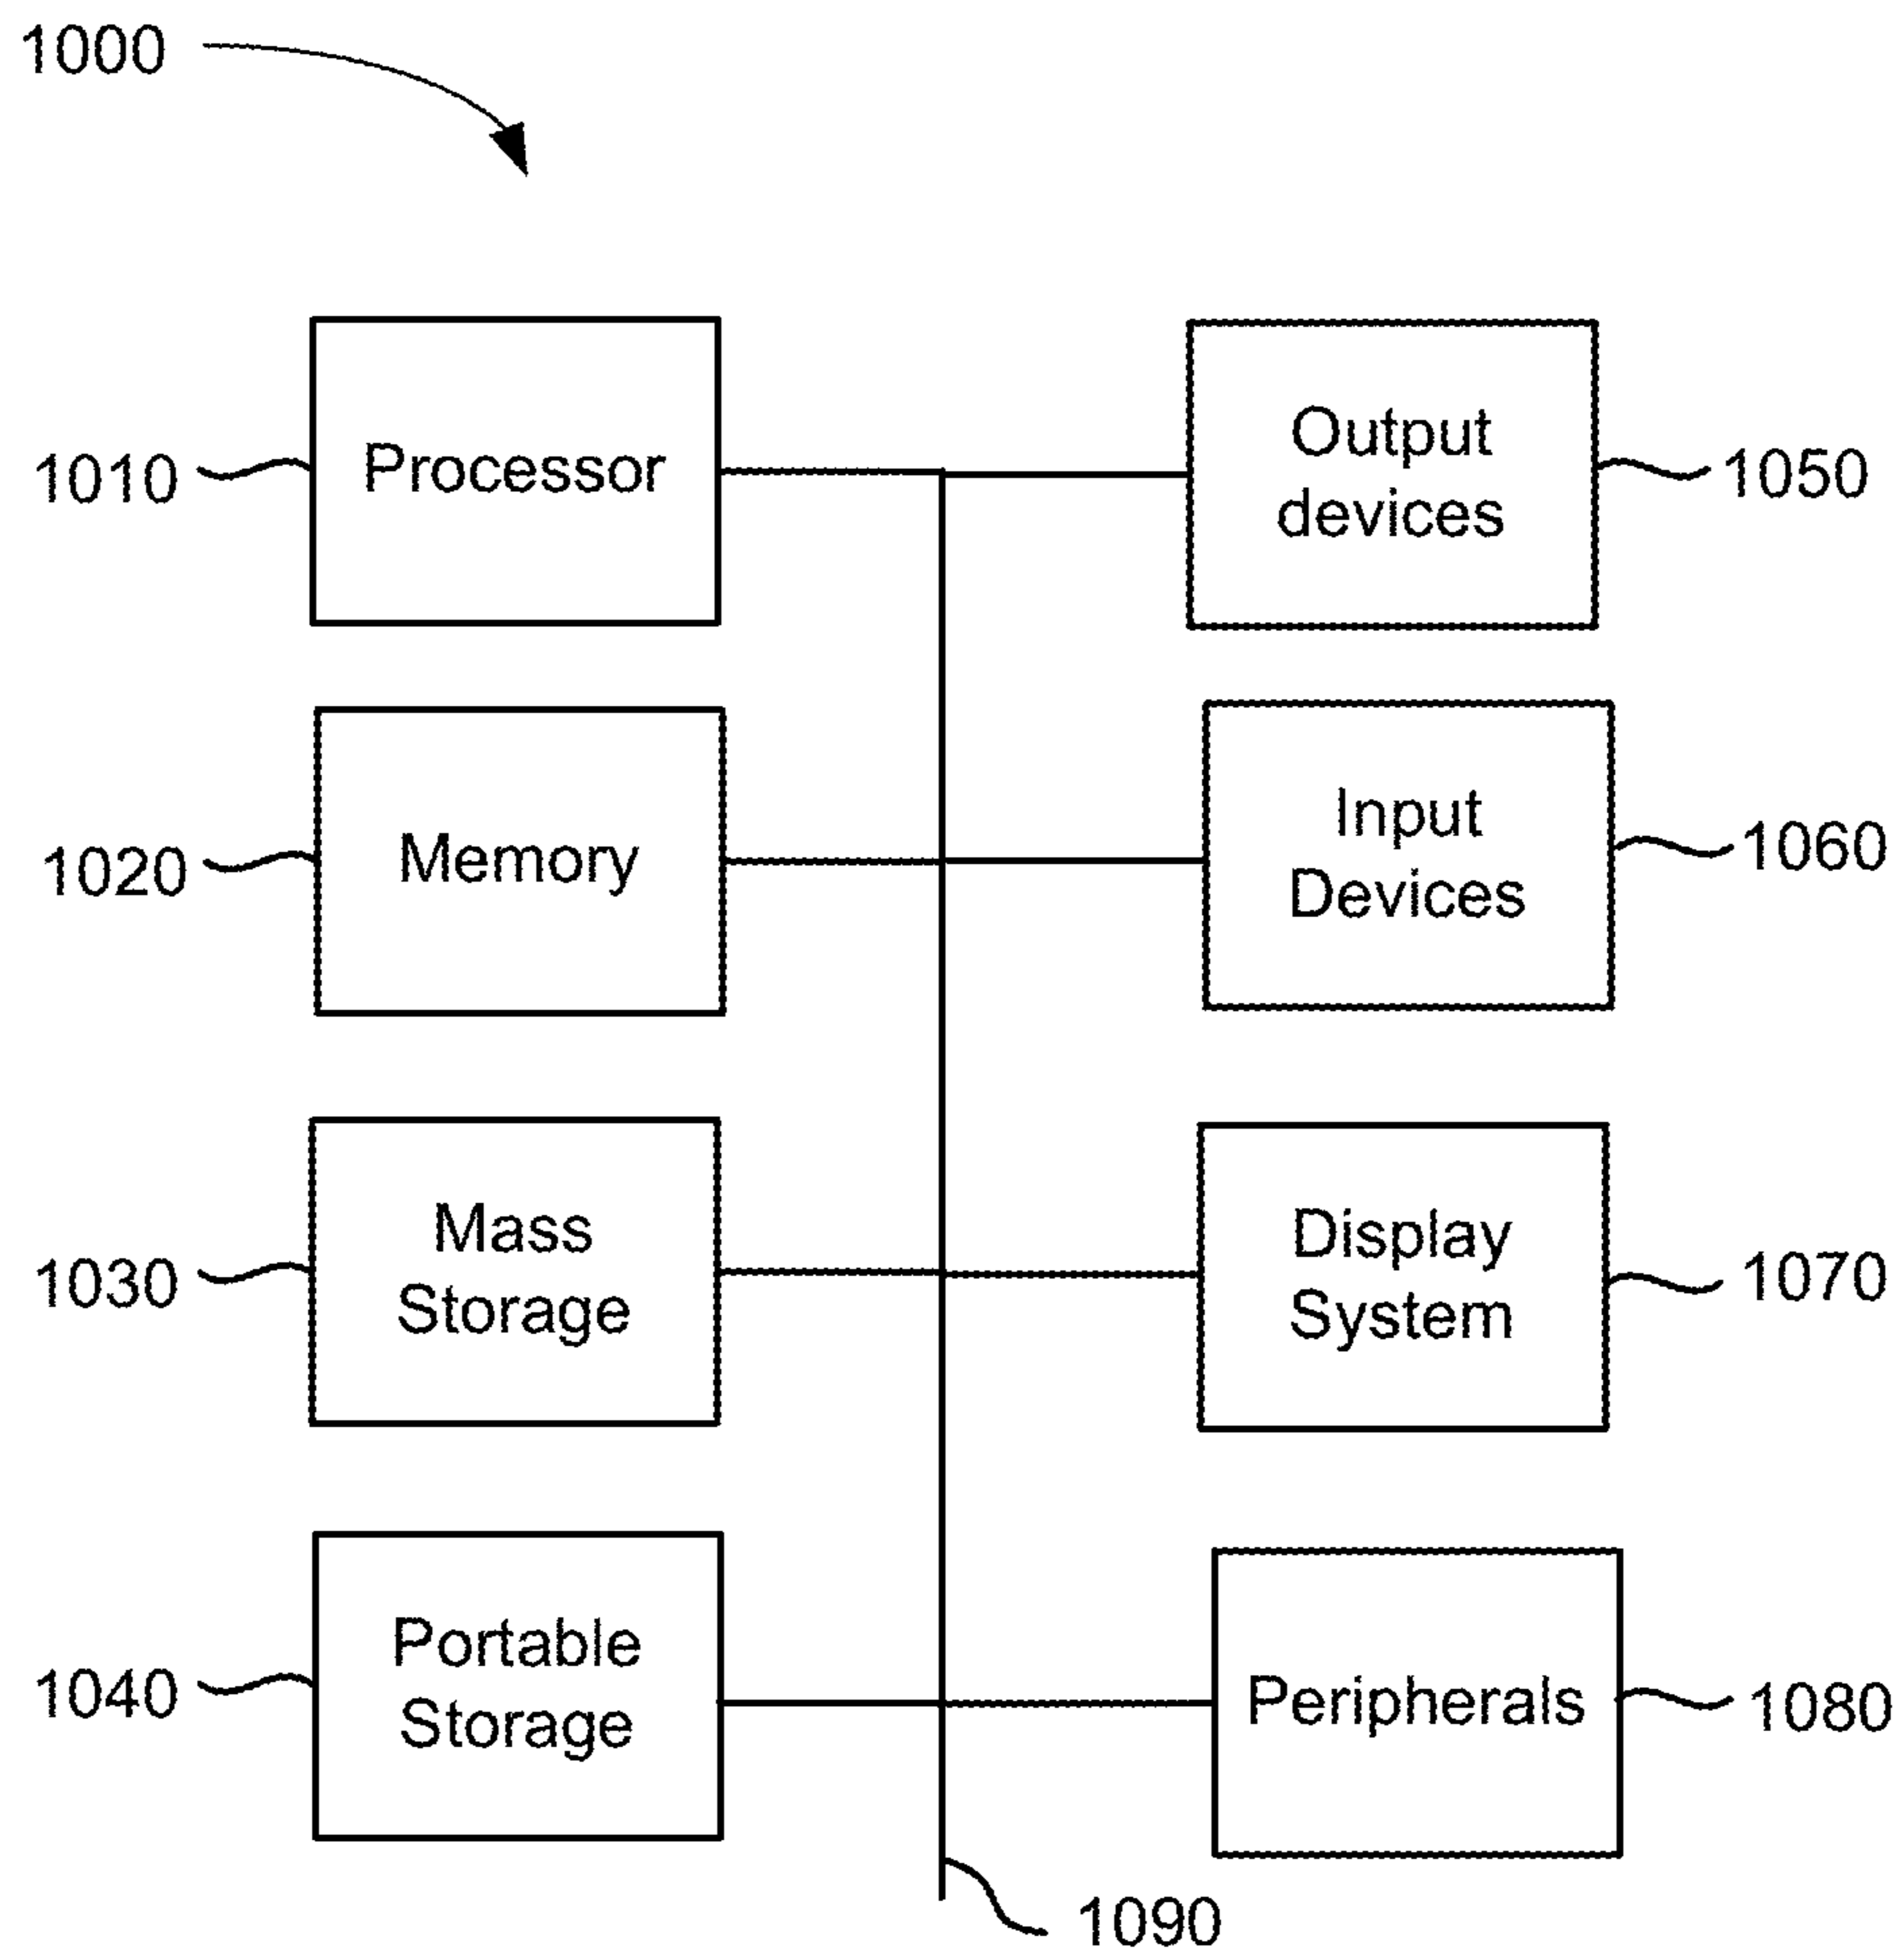 1000
1010
Processor
Output
devices
1050
1020
Memory
Input
Devices
1060
1030
Mass
Storage
Display
System
1070
1040
Portable
Storage
Peripherals
1080
1090